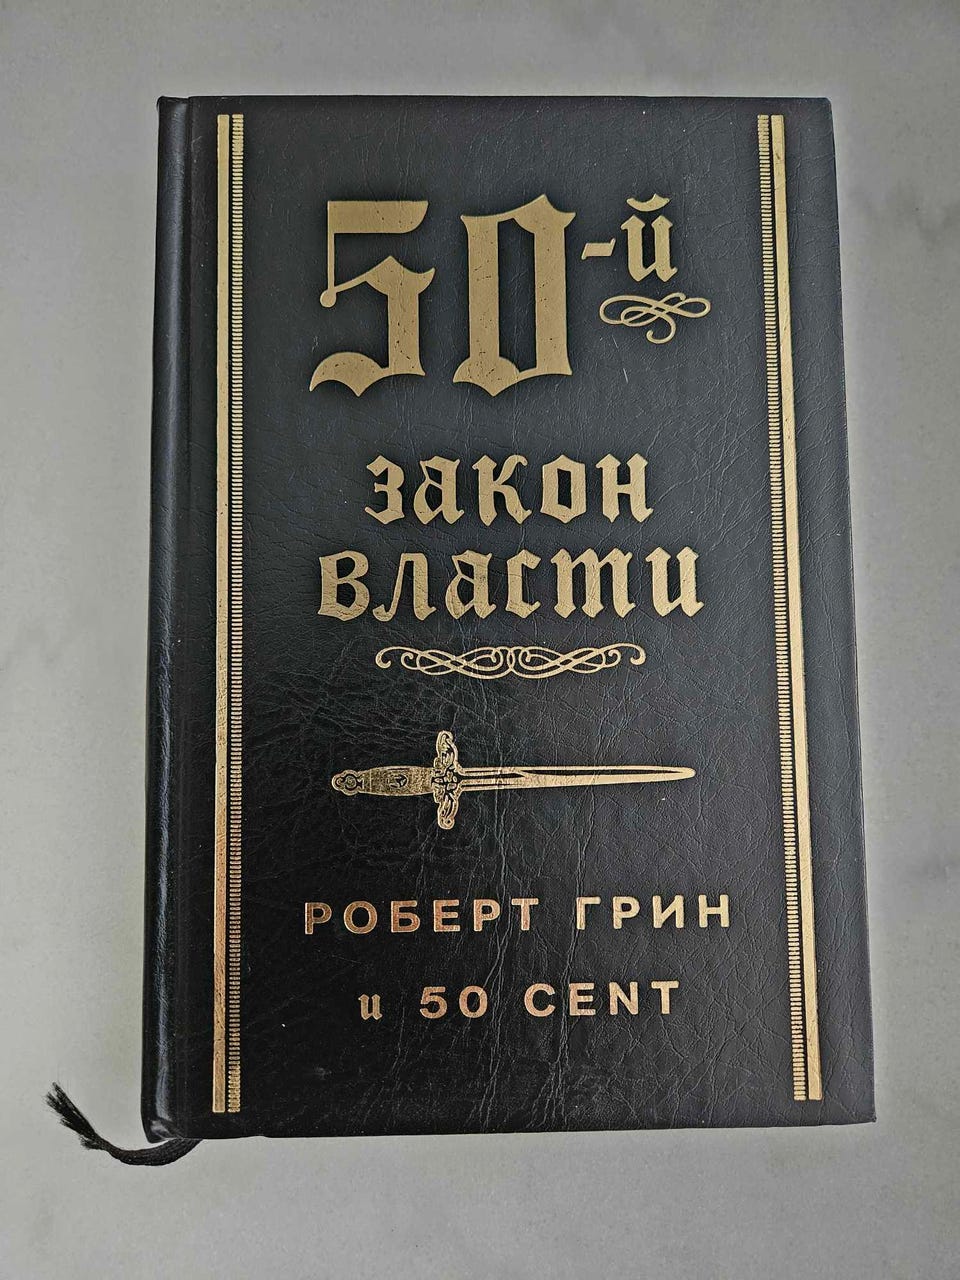 50-й
закон
власти
РОБЕРТ ГРИН
и 50 CENT